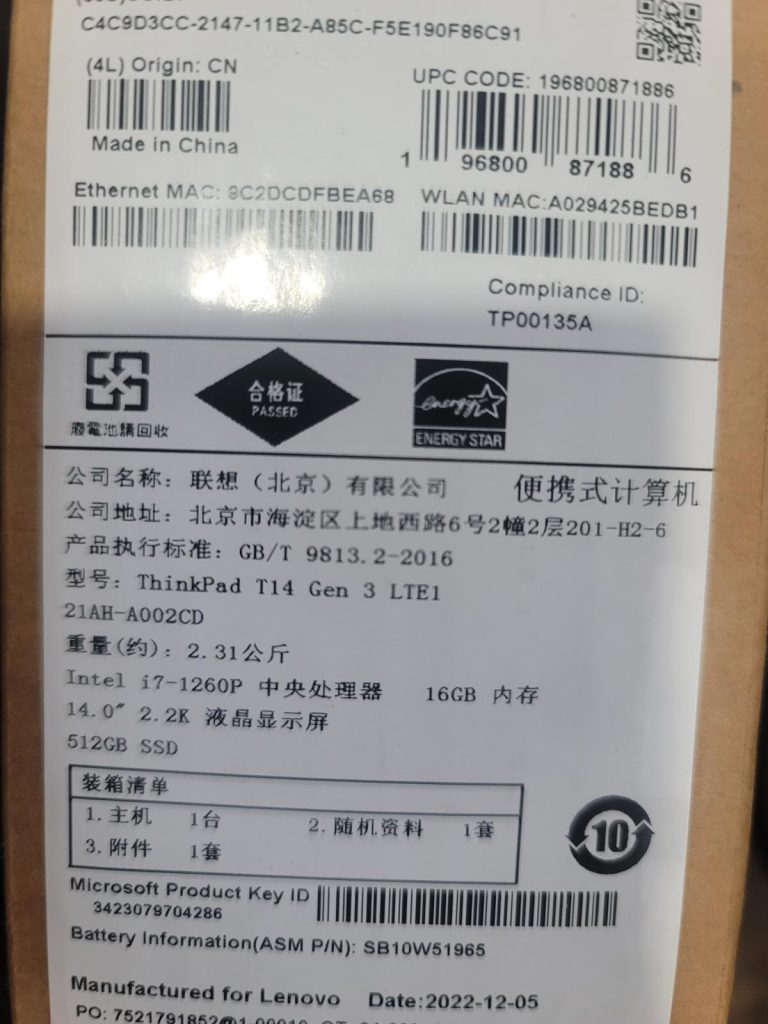 C4C9D3CC-2147-11B2-A85C-F5E190F86C91
(4L) Origin: CN
UPC CODE: 196800871886
Made in China
1 96800 87188 6
Ethernet MAC: 8C2DCDFBEA68
WLAN MAC:A029425BEDB1
Compliance ID:
TP00135A
廢電池請回收
合格证
PASSED
energy
ENERGY STAR
公司名称: 联想（北京）有限公司
便携式计算机
公司地址: 北京市海淀区上地西路6号2幢2层201-H2-6
产品执行标准: GB/T 9813.2-2016
型号: ThinkPad T14 Gen 3 LTE1
21AH-A002CD
重量(约): 2.31公斤
Intel i7-1260P 中央处理器 16GB 内存
14.0″ 2.2K 液晶显示屏
512GB SSD
装箱清单
1.主机 1台 2.随机资料 1套
3.附件 1套
10
Microsoft Product Key ID
3423079704286
Battery Information(ASM P/N): SB10W51965
Manufactured for Lenovo Date:2022-12-05